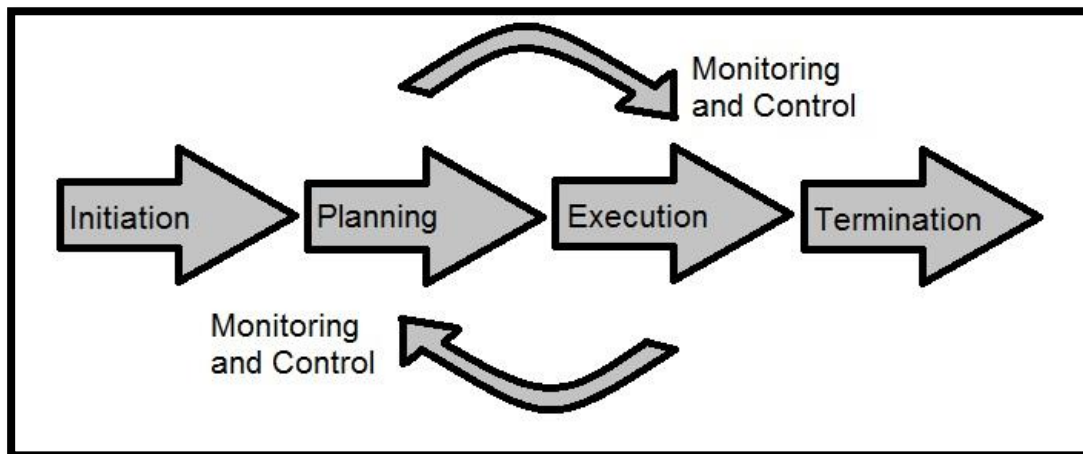 Monitoring
and Control
Initiation
Planning
Execution
Termination
Monitoring
and Control